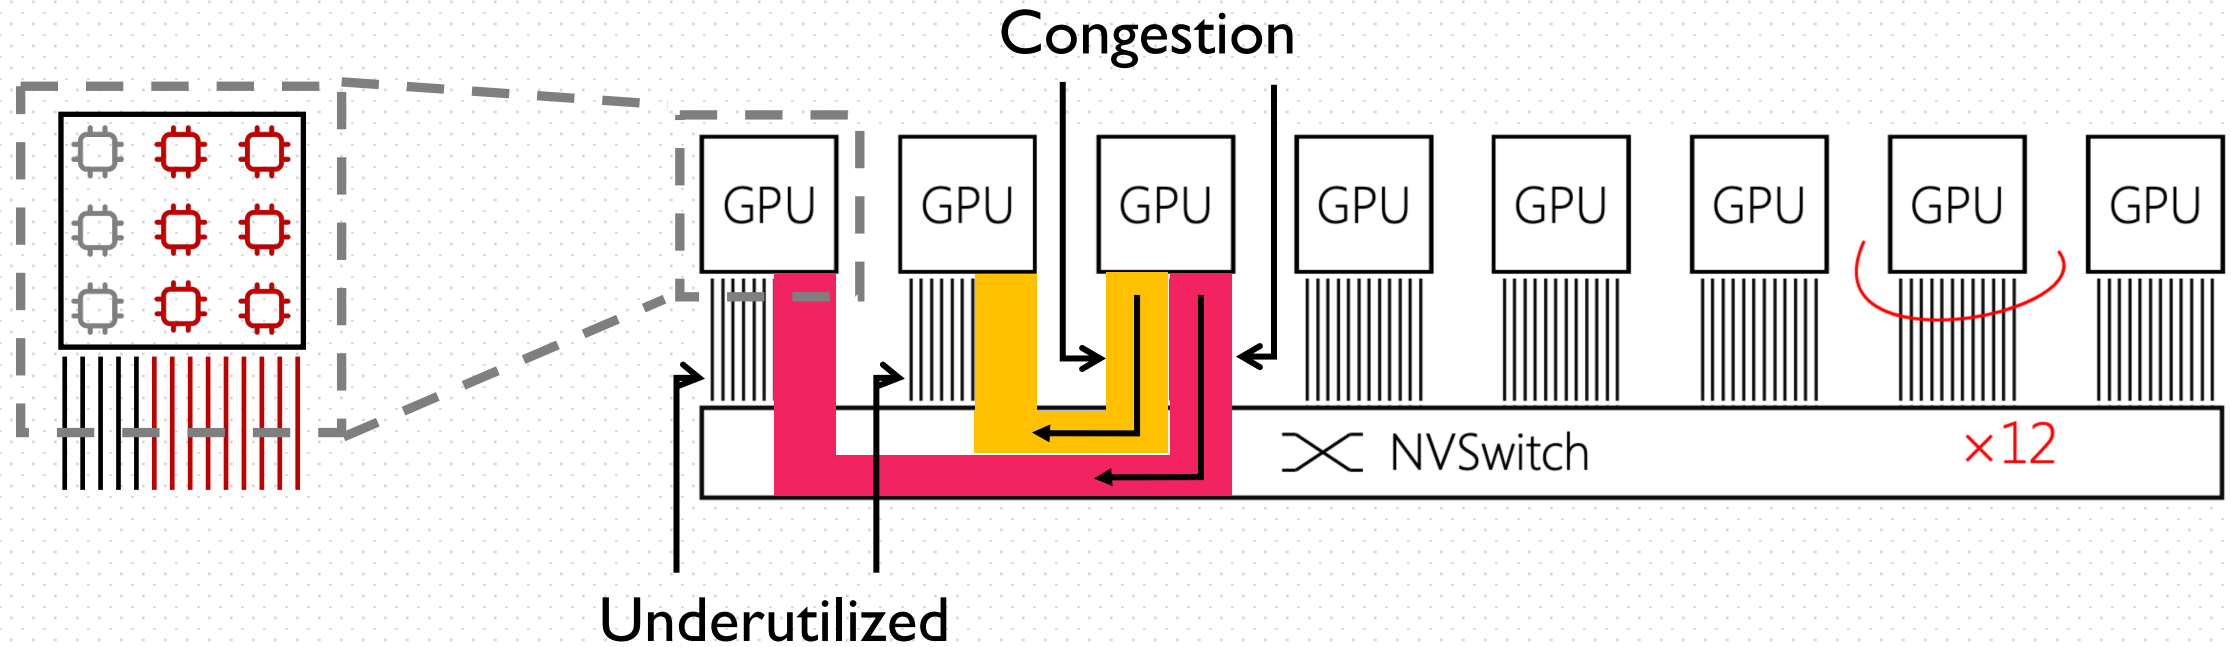 Congestion
GPU GPU GPU GPU GPU GPU GPU GPU
NVSwitch
×12
Underutilized